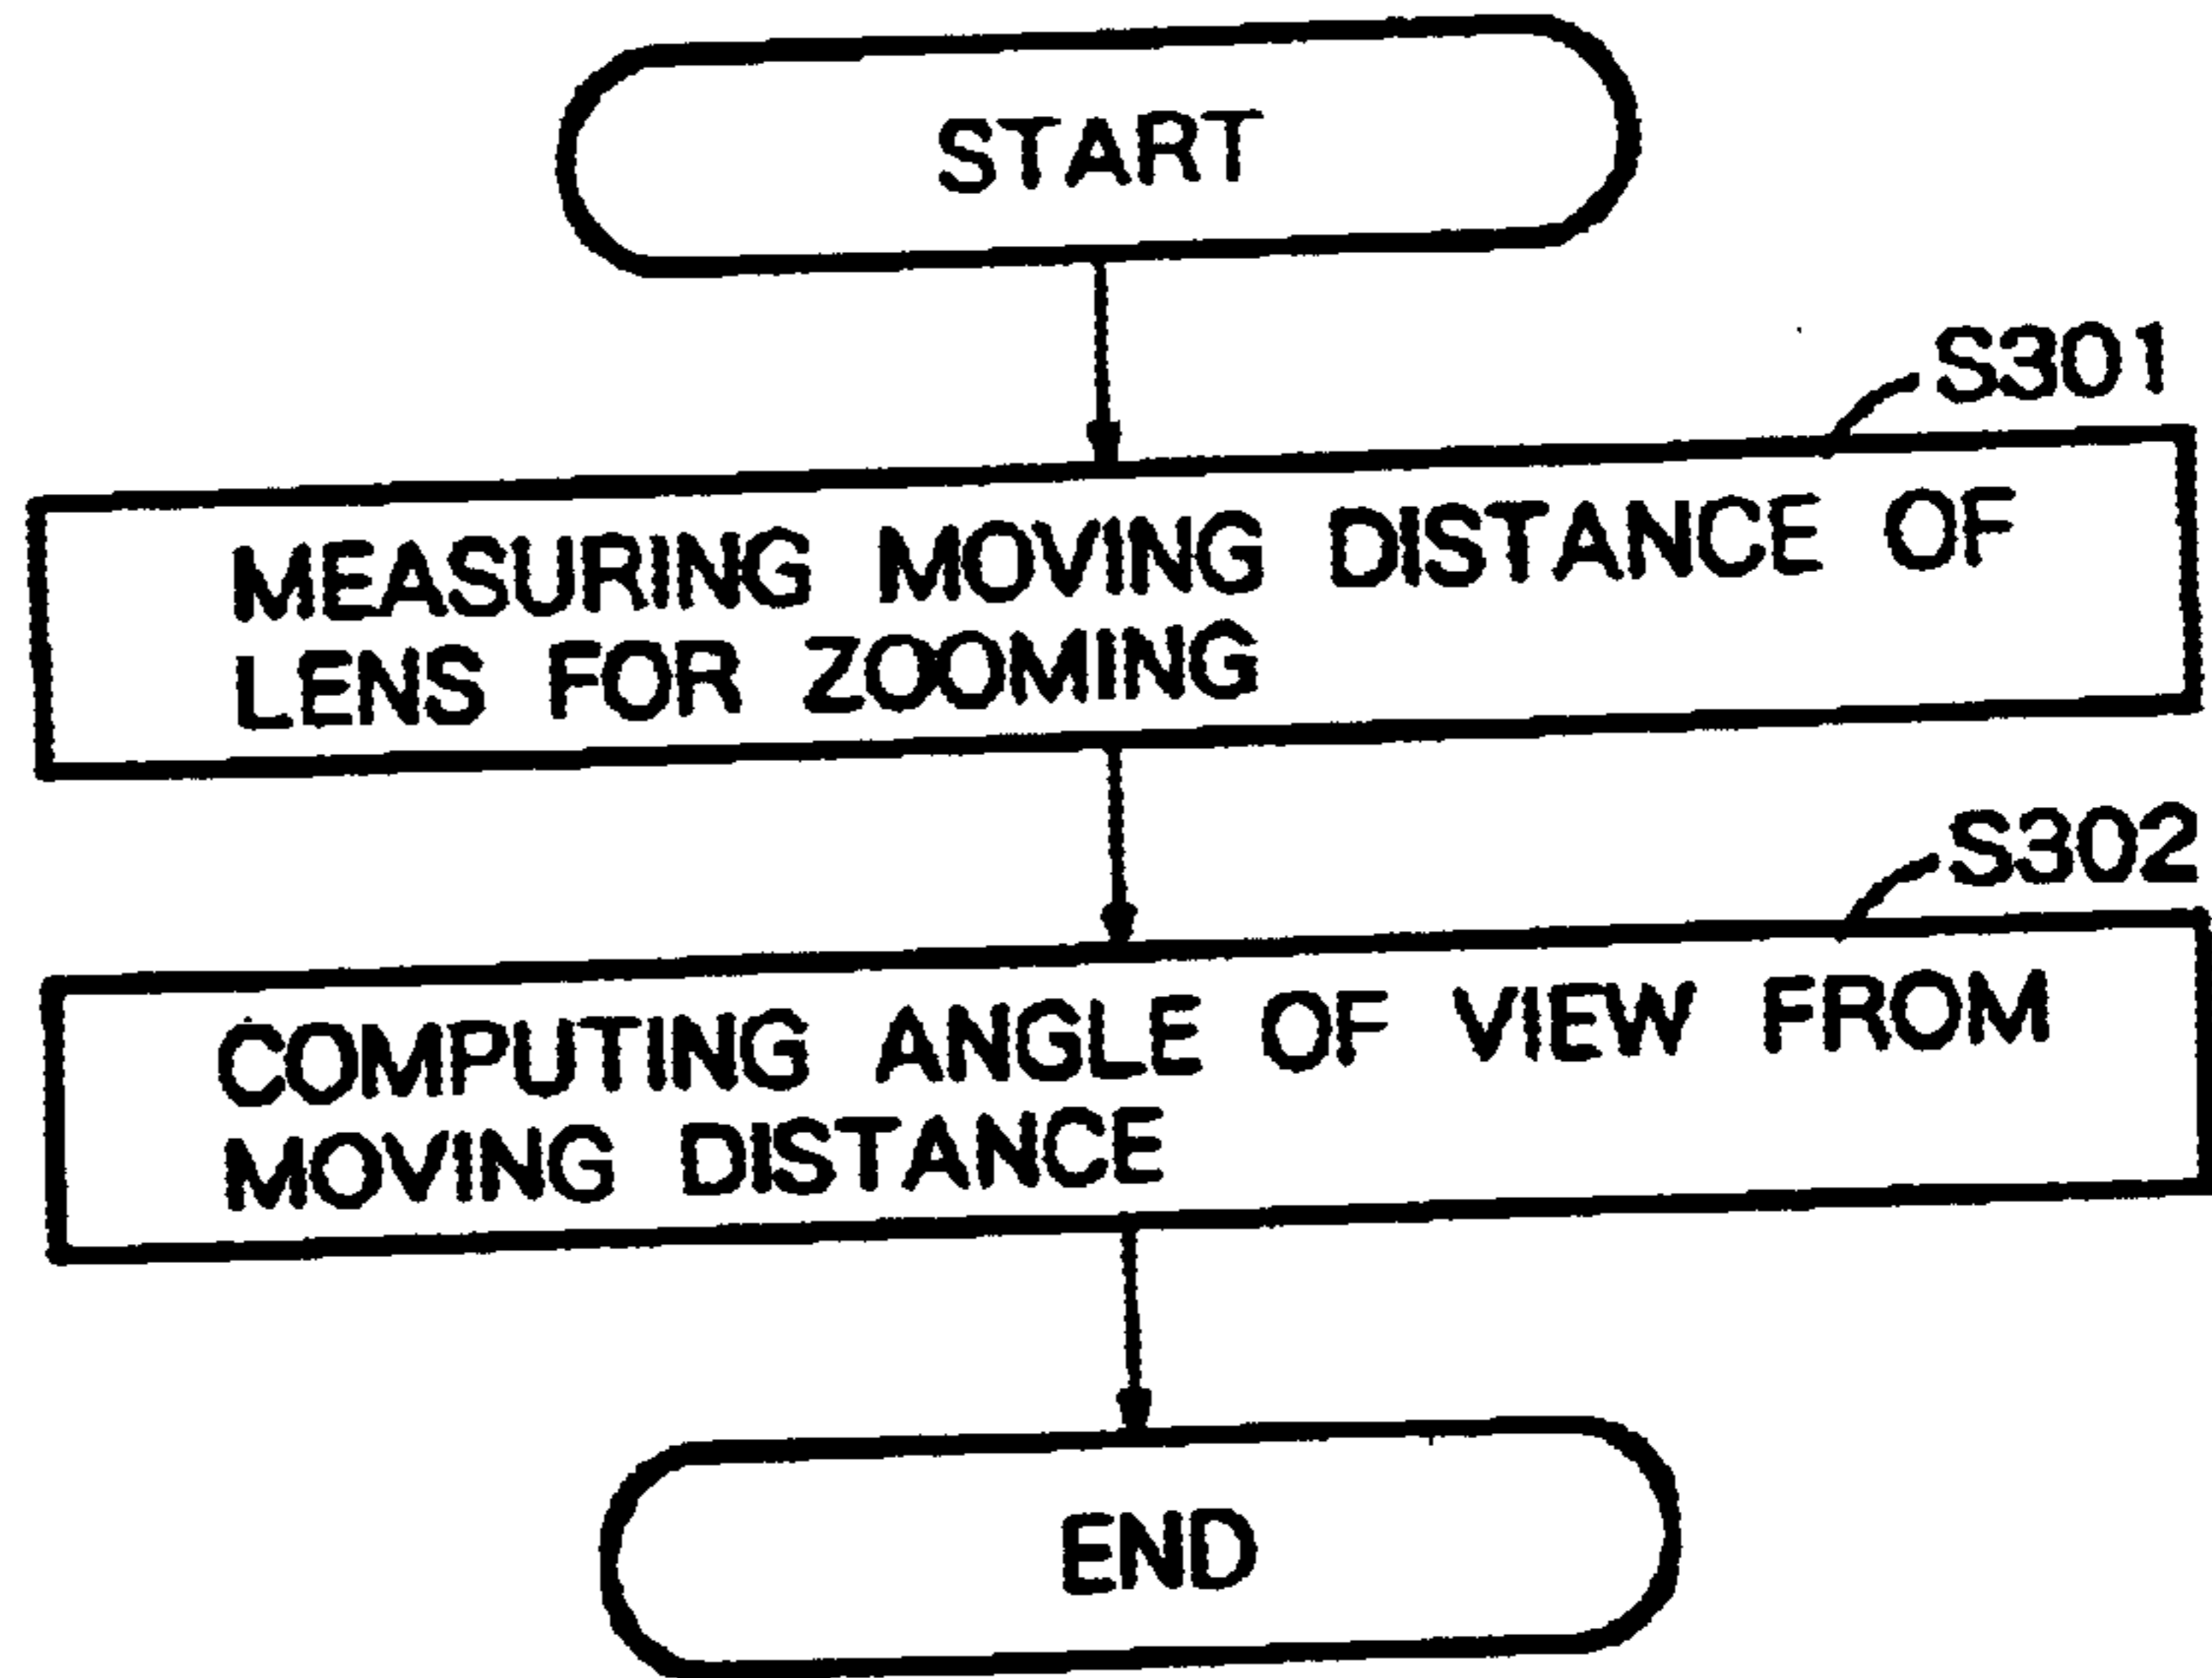 START
S301
MEASURING MOVING DISTANCE OF
LENS FOR ZOOMING
S302
COMPUTING ANGLE OF VIEW FROM
MOVING DISTANCE
END